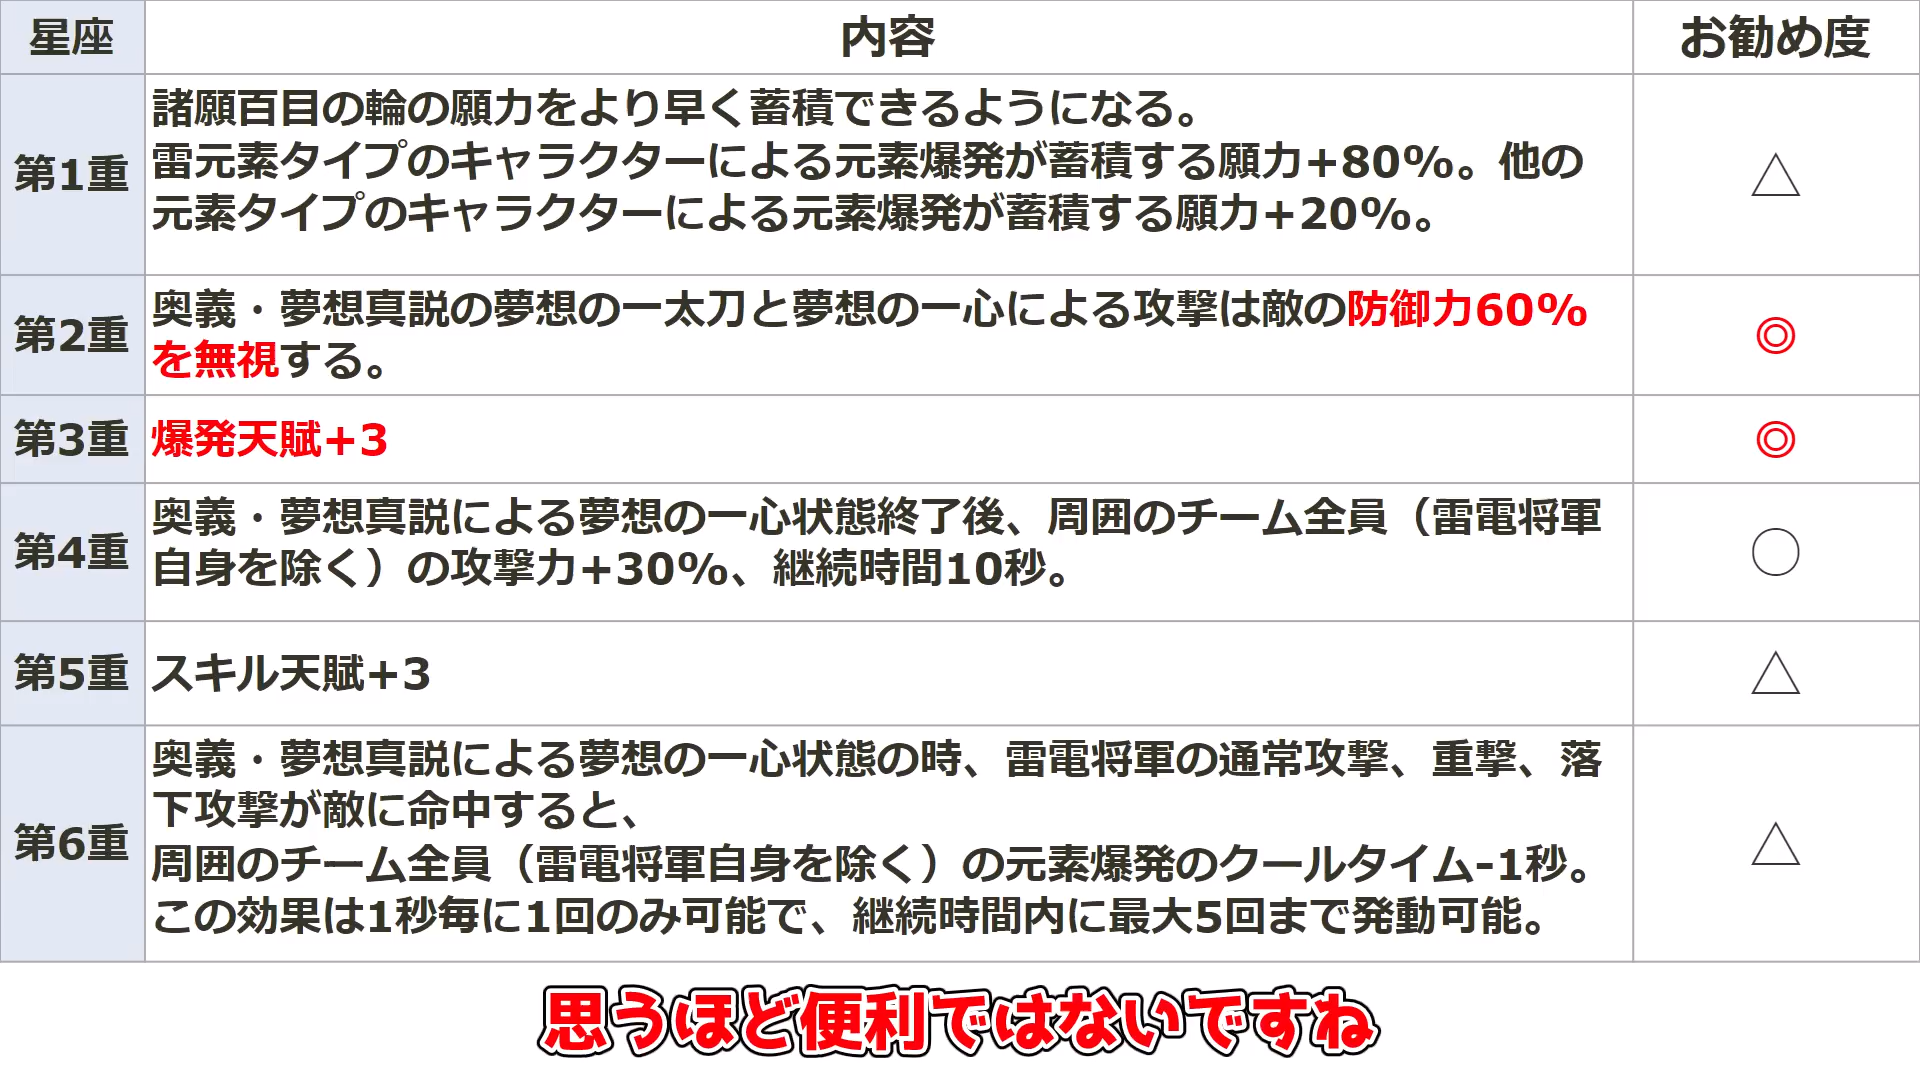 星座 内容 お勧め度
第1重
諸願百目の輪の願力をより早く蓄積できるようになる。
雷元素タイプのキャラクターによる元素爆発が蓄積する願力+80%。他の
元素タイプのキャラクターによる元素爆発が蓄積する願力+20%。
△
第2重
奥義・夢想真説の夢想の一太刀と夢想の一心による攻撃は敵の防御力60%
を無視する。
◎
第3重 爆発天賦+3 ◎
第4重
奥義・夢想真説による夢想の一心状態終了後、周囲のチーム全員（雷電将軍
自身を除く）の攻撃力+30%、継続時間10秒。
○
第5重 スキル天賦+3 △
第6重
奥義・夢想真説による夢想の一心状態の時、雷電将軍の通常攻撃、重撃、落
下攻撃が敵に命中すると、
周囲のチーム全員（雷電将軍自身を除く）の元素爆発のクールタイム-1秒。
この効果は1秒毎に1回のみ可能で、継続時間内に最大5回まで発動可能。
△
思うほど便利ではないですね